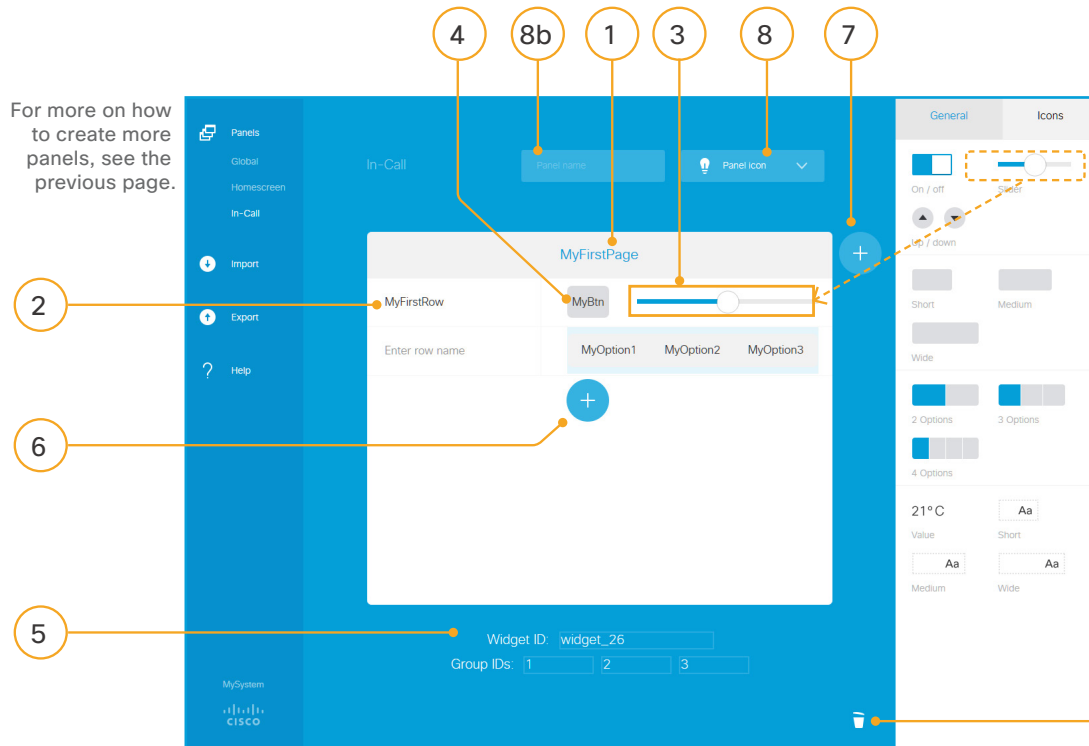 4
8b
1
3
8
7
For more on how
to create more
panels, see the
previous page.
Panels
Global
Homescreen
In-Call
Import
Export
Help
MySystem
CISCO
In-Call
Panel name
Panel icon
MyFirstPage
2
MyFirstRow
MyBtn
Enter row name
MyOption1 MyOption2 MyOption3
6
5
Widget ID: widget_26
Group IDs: 1 2 3
General Icons
On / off Slider
Up / down
Short Medium
Wide
2 Options 3 Options
4 Options
21°C Aa
Value Short
Aa Aa
Medium Wide